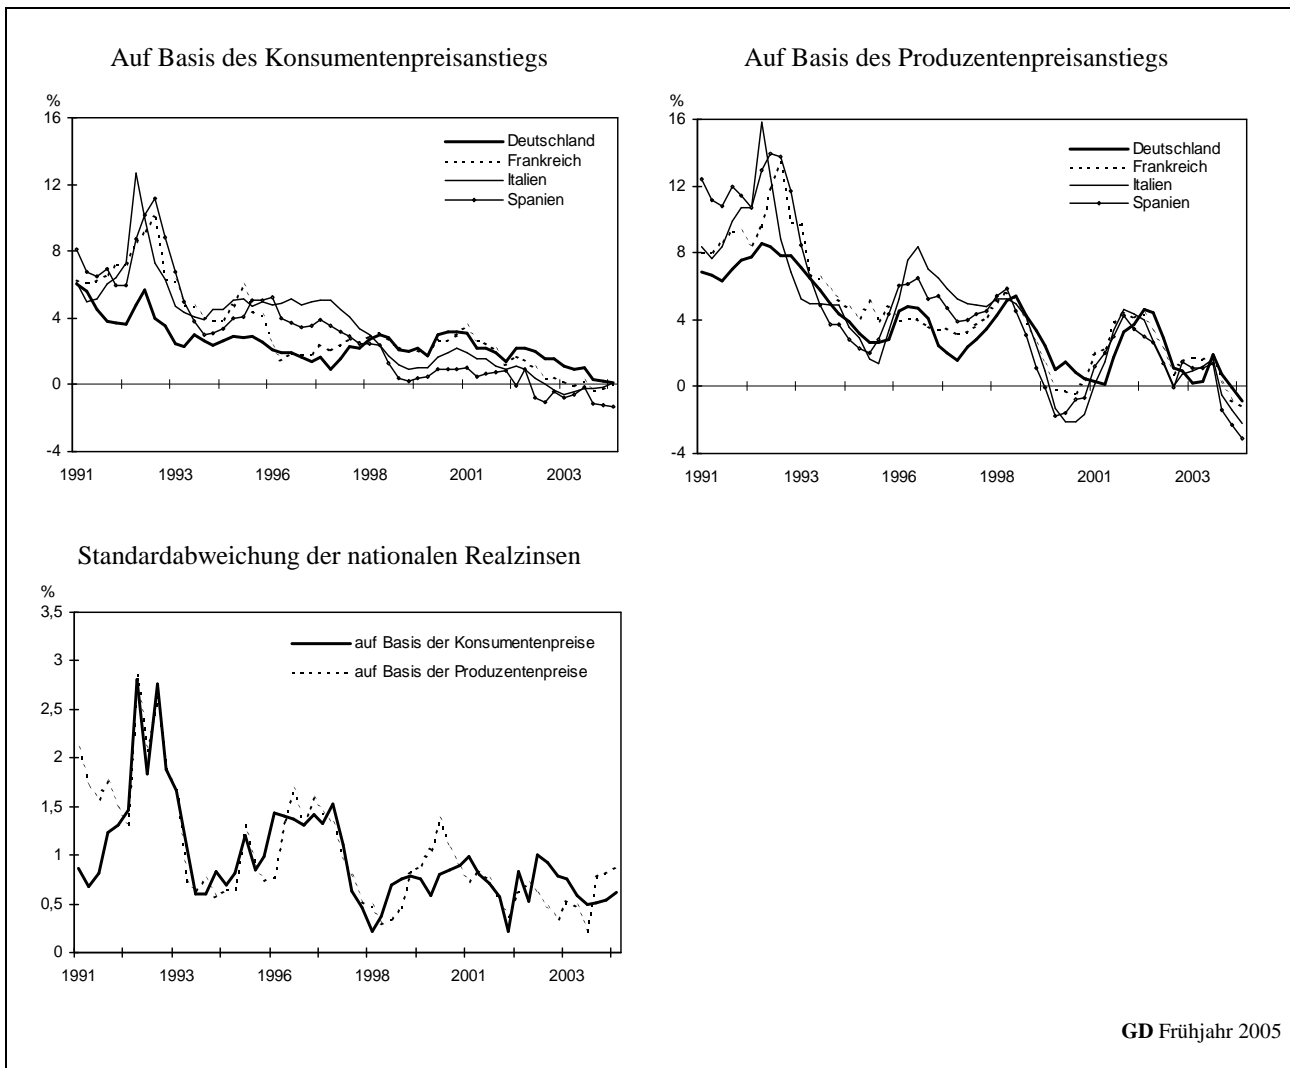 Auf Basis des Konsumentenpreisanstiegs
%
16
12
8
4
0
-4
1991 1993 1996 1998 2001 2003
Deutschland
Frankreich
Italien
Spanien
Auf Basis des Produzentenpreisanstiegs
%
16
12
8
4
0
-4
1991 1993 1996 1998 2001 2003
Deutschland
Frankreich
Italien
Spanien
Standardabweichung der nationalen Realzinsen
%
3,5
3
2,5
2
1,5
1
0,5
0
1991 1993 1996 1998 2001 2003
auf Basis der Konsumentenpreise
auf Basis der Produzentenpreise
GD Frühjahr 2005